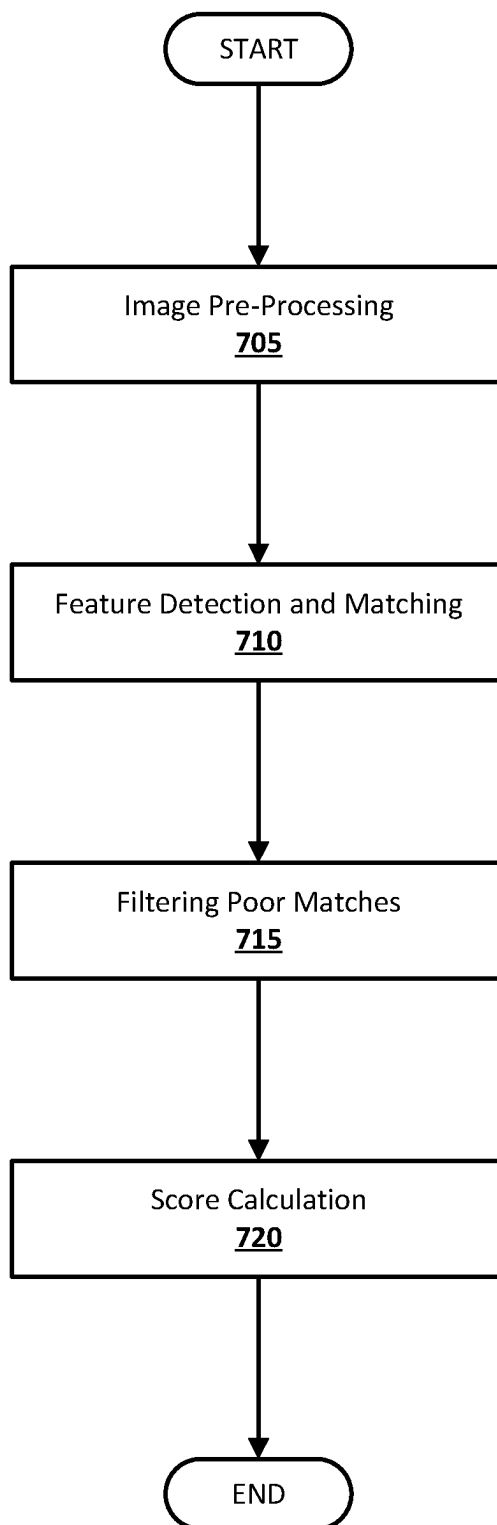 START
Image Pre-Processing
705
Feature Detection and Matching
710
Filtering Poor Matches
715
Score Calculation
720
END